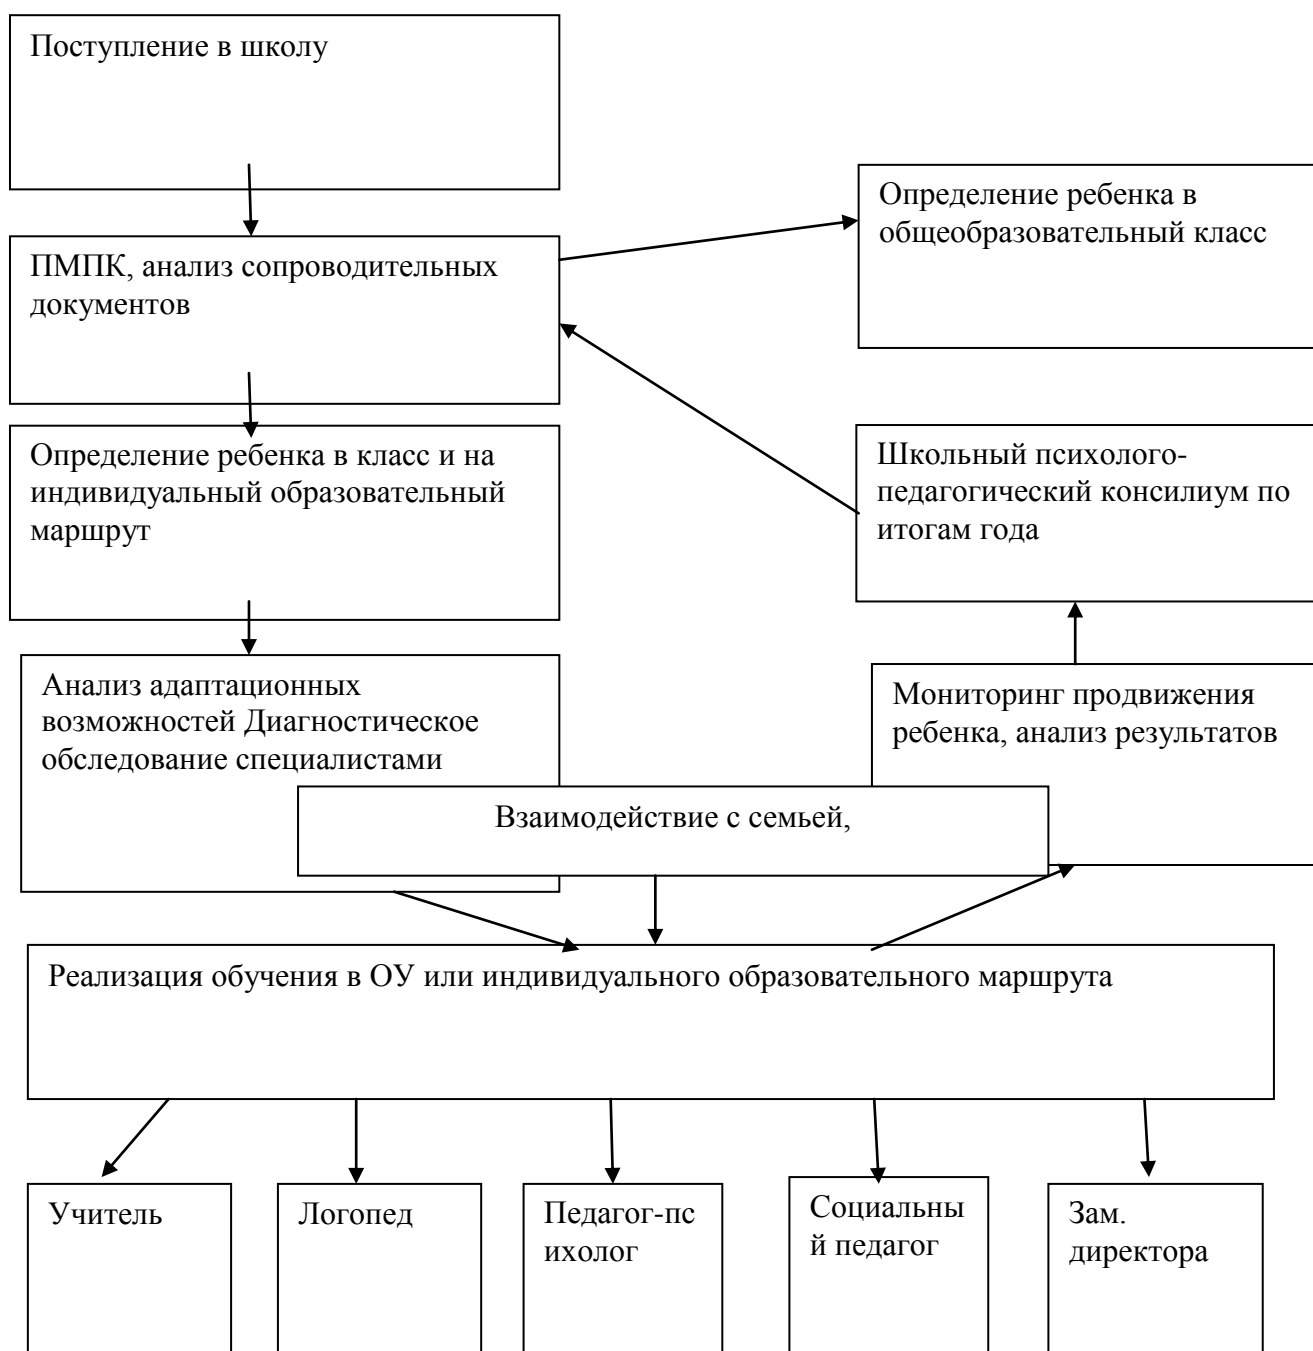 Поступление в школу
Определение ребенка в
общеобразовательный класс
ПМПК, анализ сопроводительных
документов
Определение ребенка в класс и на
индивидуальный образовательный
маршрут
Школьный психолого-
педагогический консилиум по
итогам года
Анализ адаптационных
возможностей Диагностическое
обследование специалистами
Мониторинг продвижения
ребенка, анализ результатов
Взаимодействие с семьей,
Реализация обучения в ОУ или индивидуального образовательного маршрута
Учитель
Логопед
Педагог-пс
ихолог
Социальны
й педагог
Зам.
директора